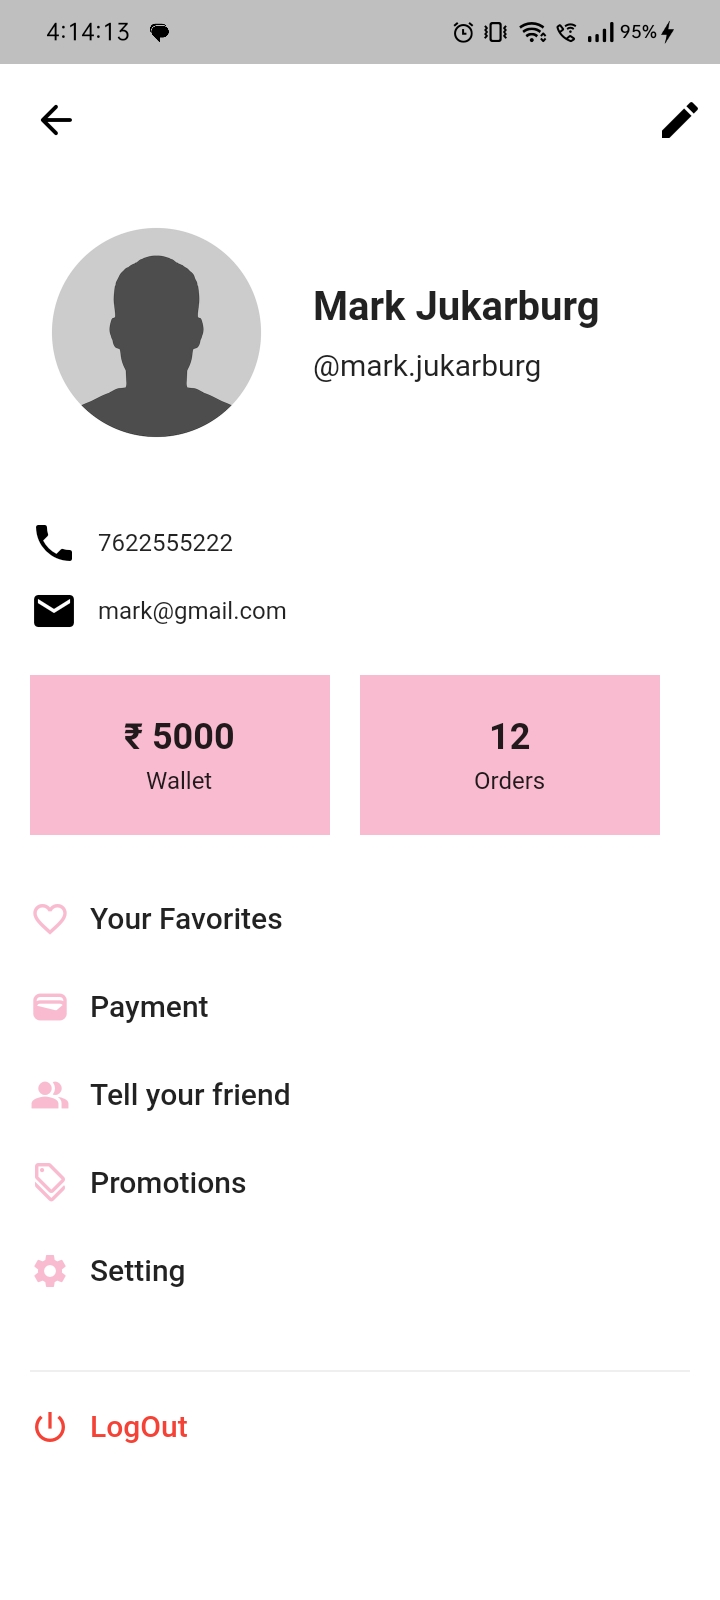 4:14:13 95%
Mark Jukarburg
@mark.jukarburg
7622555222
mark@gmail.com
₹ 5000 12
Wallet Orders
Your Favorites
Payment
Tell your friend
Promotions
Setting
LogOut